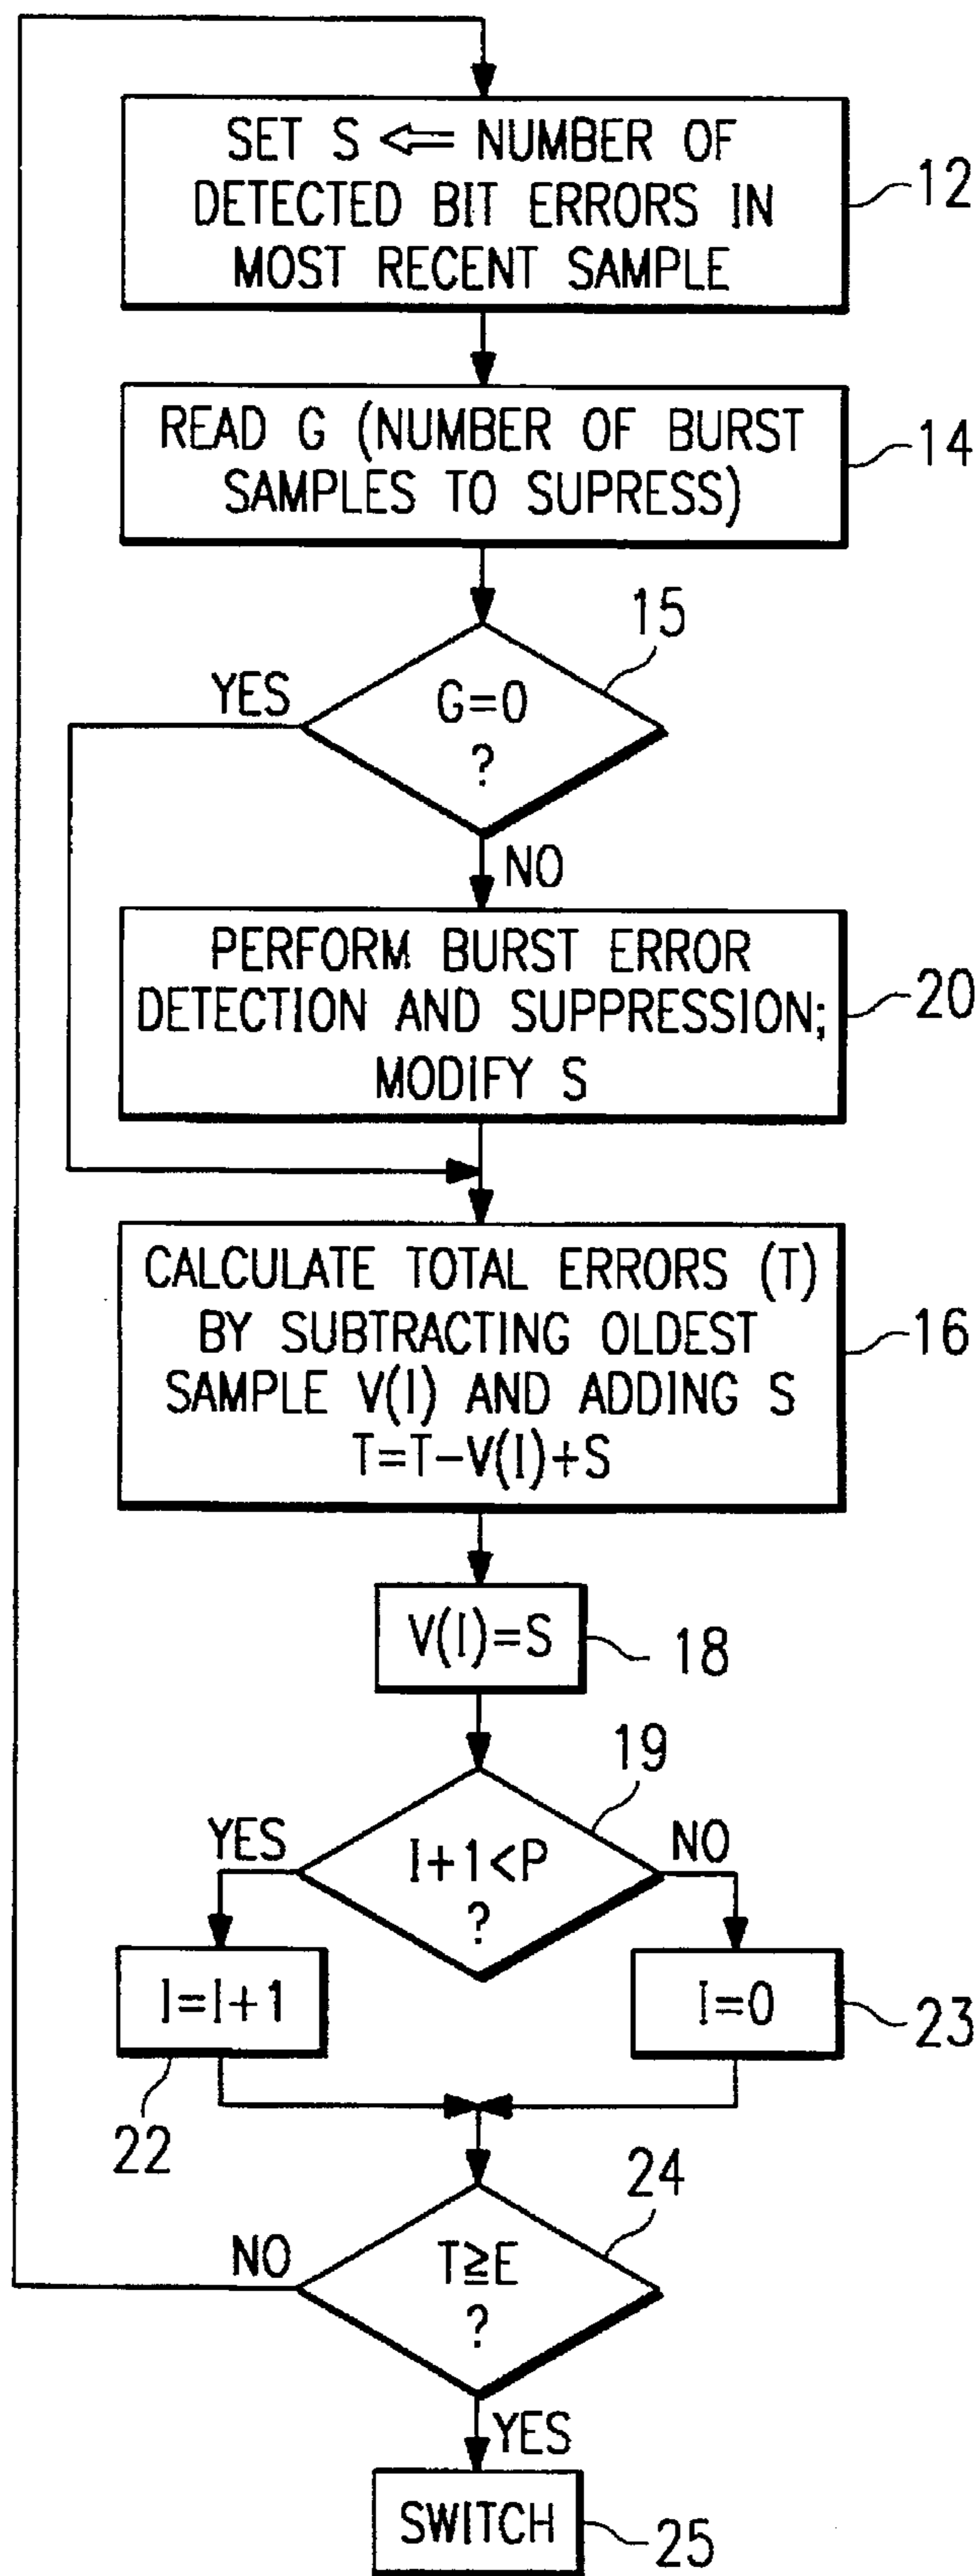 SET S ⇐ NUMBER OF
DETECTED BIT ERRORS IN
MOST RECENT SAMPLE
12
READ G (NUMBER OF BURST
SAMPLES TO SUPRESS)
14
15
YES
G=0
?
NO
PERFORM BURST ERROR
DETECTION AND SUPPRESSION;
MODIFY S
20
CALCULATE TOTAL ERRORS (T)
BY SUBTRACTING OLDEST
SAMPLE V(I) AND ADDING S
T=T-V(I)+S
16
V(I)=S
18
19
YES
I+1<P
?
NO
I=I+1
I=0
23
22
24
NO
T≧E
?
YES
SWITCH
25